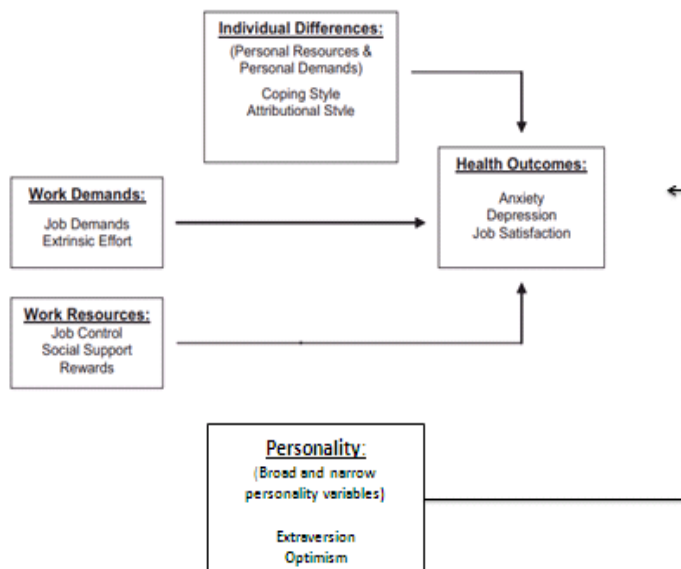 Individual Differences:
(Personal Resources &
Personal Demands)
Coping Style
Attributional Style
Health Outcomes:
Anxiety
Depression
Job Satisfaction
Work Demands:
Job Demands
Extrinsic Effort
Work Resources:
Job Control
Social Support
Rewards
Personality:
(Broad and narrow
personality variables)
Extraversion
Optimism